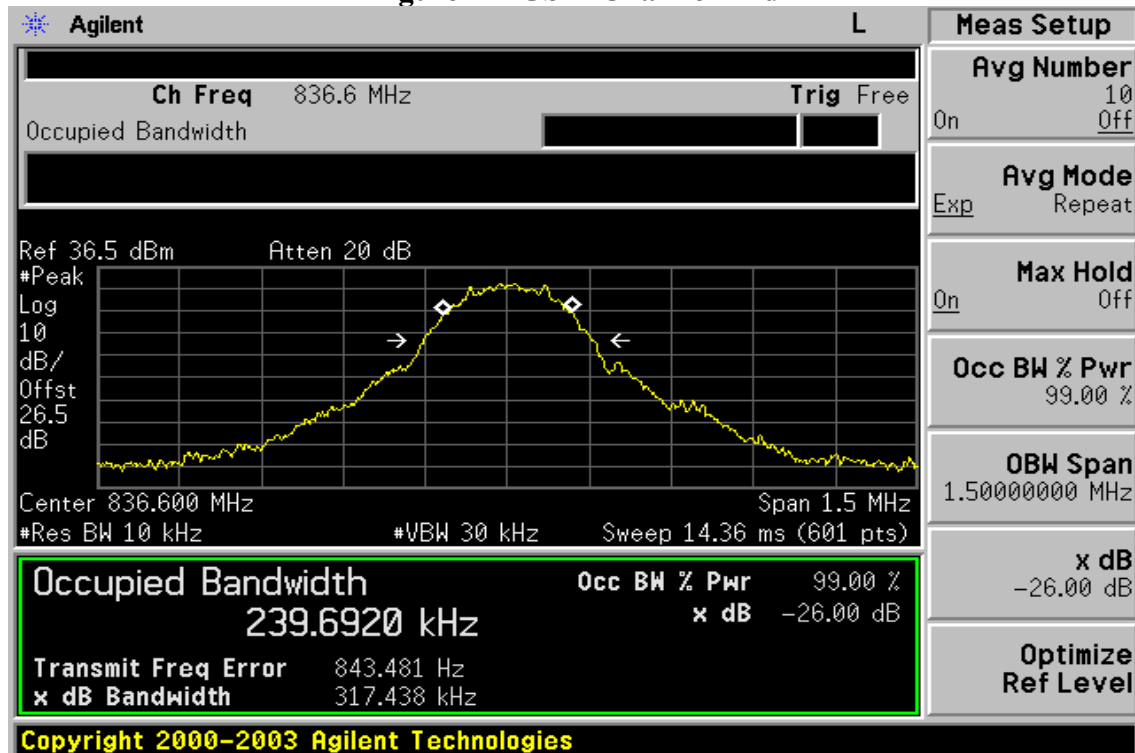 Agilent L Meas Setup
Ch Freq 836.6 MHz Trig Free
Occupied Bandwidth
Avg Number
10
On Off
Avg Mode
Exp Repeat
Max Hold
On Off
Occ BW % Pwr
99.00 %
OBW Span
1.50000000 MHz
x dB
-26.00 dB
Optimize
Ref Level
Ref 36.5 dBm Atten 20 dB
#Peak
Log
10
dB/
Offst
26.5
dB
Center 836.600 MHz Span 1.5 MHz
#Res BW 10 kHz #VBW 30 kHz Sweep 14.36 ms (601 pts)
Occupied Bandwidth
239.6920 kHz
Occ BW % Pwr 99.00 %
x dB -26.00 dB
Transmit Freq Error 843.481 Hz
x dB Bandwidth 317.438 kHz
Copyright 2000-2003 Agilent Technologies